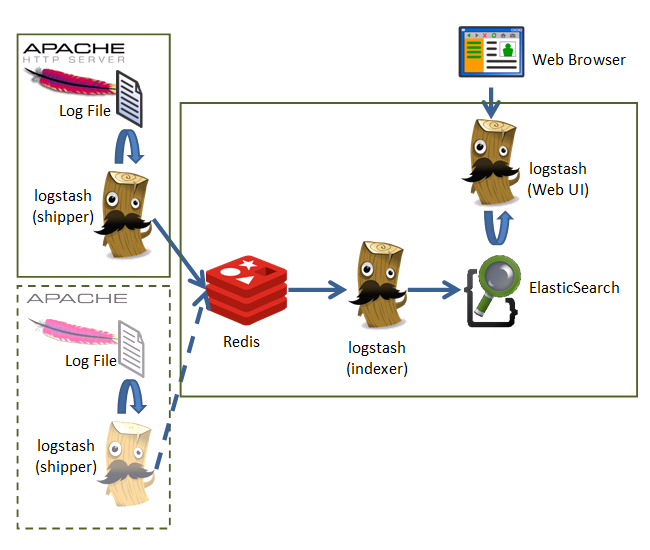 APACHE
HTTP SERVER
Log File
logstash
(shipper)
Web Browser
logstash
(Web UI)
ElasticSearch
Redis
logstash
(indexer)
APACHE
Log File
logstash
(shipper)